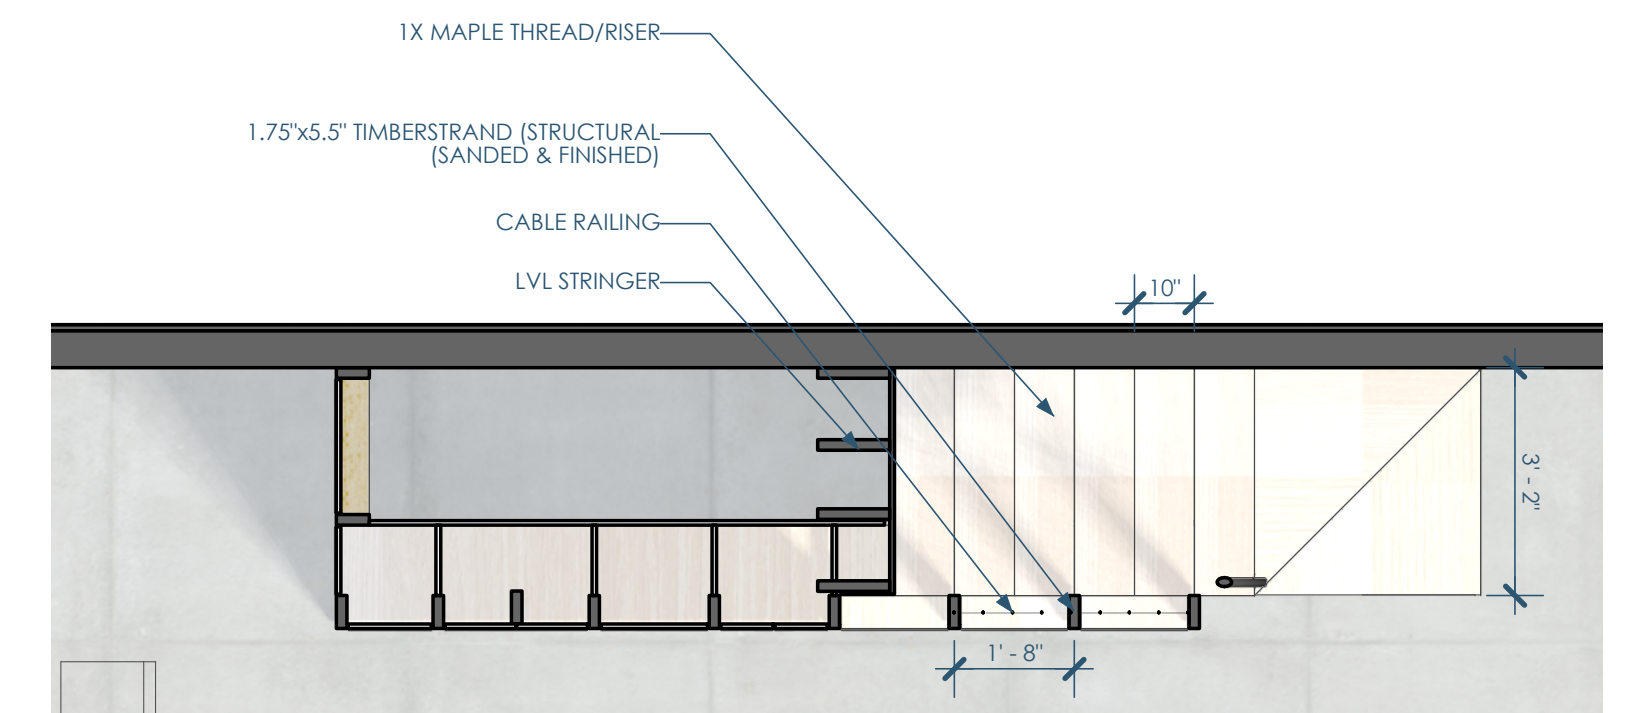 1X MAPLE THREAD/RISER
1.75"x5.5" TIMBERSTRAND (STRUCTURAL
(SANDED & FINISHED)
CABLE RAILING
LVL STRINGER
10"
3' - 2"
1' - 8"